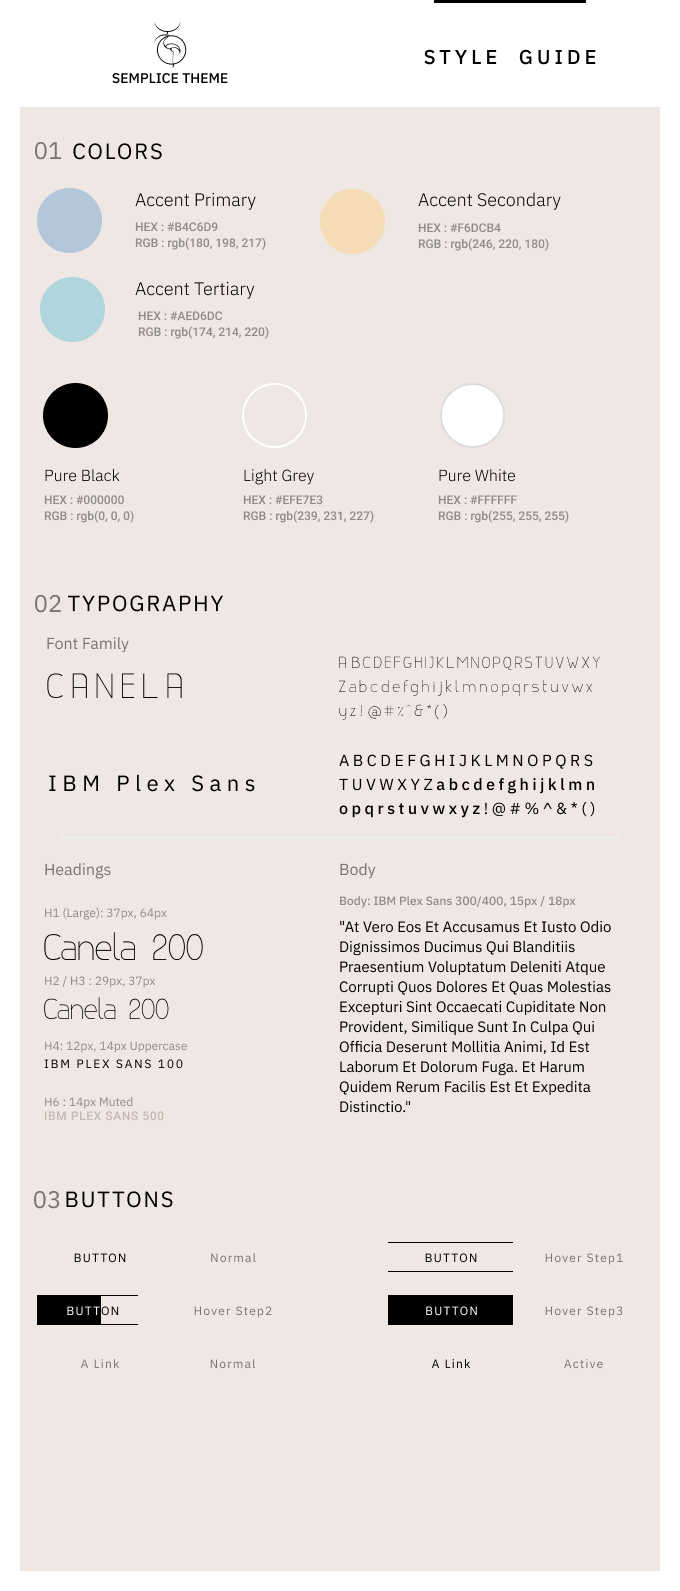 SEMPLICE THEME
STYLE GUIDE
01 COLORS
Accent Primary
HEX : #B4C6D9
RGB : rgb(180, 198, 217)
Accent Secondary
HEX : #F6DCB4
RGB : rgb(246, 220, 180)
Accent Tertiary
HEX : #AED6DC
RGB : rgb(174, 214, 220)
Pure Black
HEX : #000000
RGB : rgb(0, 0, 0)
Light Grey
HEX : #EFE7E3
RGB : rgb(239, 231, 227)
Pure White
HEX : #FFFFFF
RGB : rgb(255, 255, 255)
02 TYPOGRAPHY
Font Family
CANELA
ABCDEFGHIJKLMNOPQRSTUVWXY
Zabcdefghijklmnopqrstuvwx
yz!@#%^&*()
IBM Plex Sans
ABCDEFGHIJKLMNOPQRS
TUVWXYZabcdefghijklmn
opqrstuvwxyz!@#%^&*()
Headings
H1 (Large): 37px, 64px
Canela 200
H2 / H3 : 29px, 37px
Canela 200
H4: 12px, 14px Uppercase
IBM PLEX SANS 100
H6 : 14px Muted
IBM PLEX SANS 500
Body
Body: IBM Plex Sans 300/400, 15px / 18px
"At Vero Eos Et Accusamus Et Iusto Odio
Dignissimos Ducimus Qui Blanditiis
Praesentium Voluptatum Deleniti Atque
Corrupti Quos Dolores Et Quas Molestias
Excepturi Sint Occaecati Cupiditate Non
Provident, Similique Sunt In Culpa Qui
Officia Deserunt Mollitia Animi, Id Est
Laborum Et Dolorum Fuga. Et Harum
Quidem Rerum Facilis Est Et Expedita
Distinctio."
03 BUTTONS
BUTTON
Normal
BUTTON
Hover Step1
BUTTON
Hover Step2
BUTTON
Hover Step3
A Link
Normal
A Link
Active